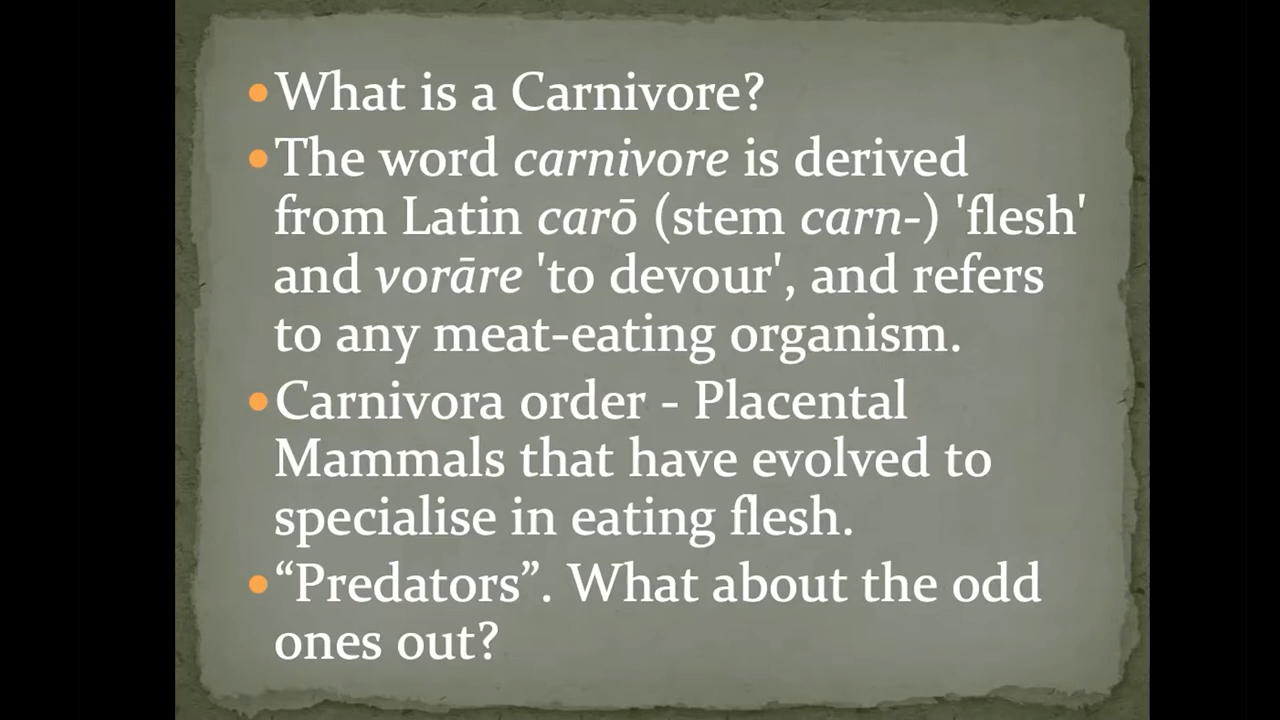 •What is a Carnivore?
•The word carnivore is derived
from Latin carō (stem carn-) 'flesh'
and vorāre 'to devour', and refers
to any meat-eating organism.
•Carnivora order - Placental
Mammals that have evolved to
specialise in eating flesh.
•“Predators”. What about the odd
ones out?